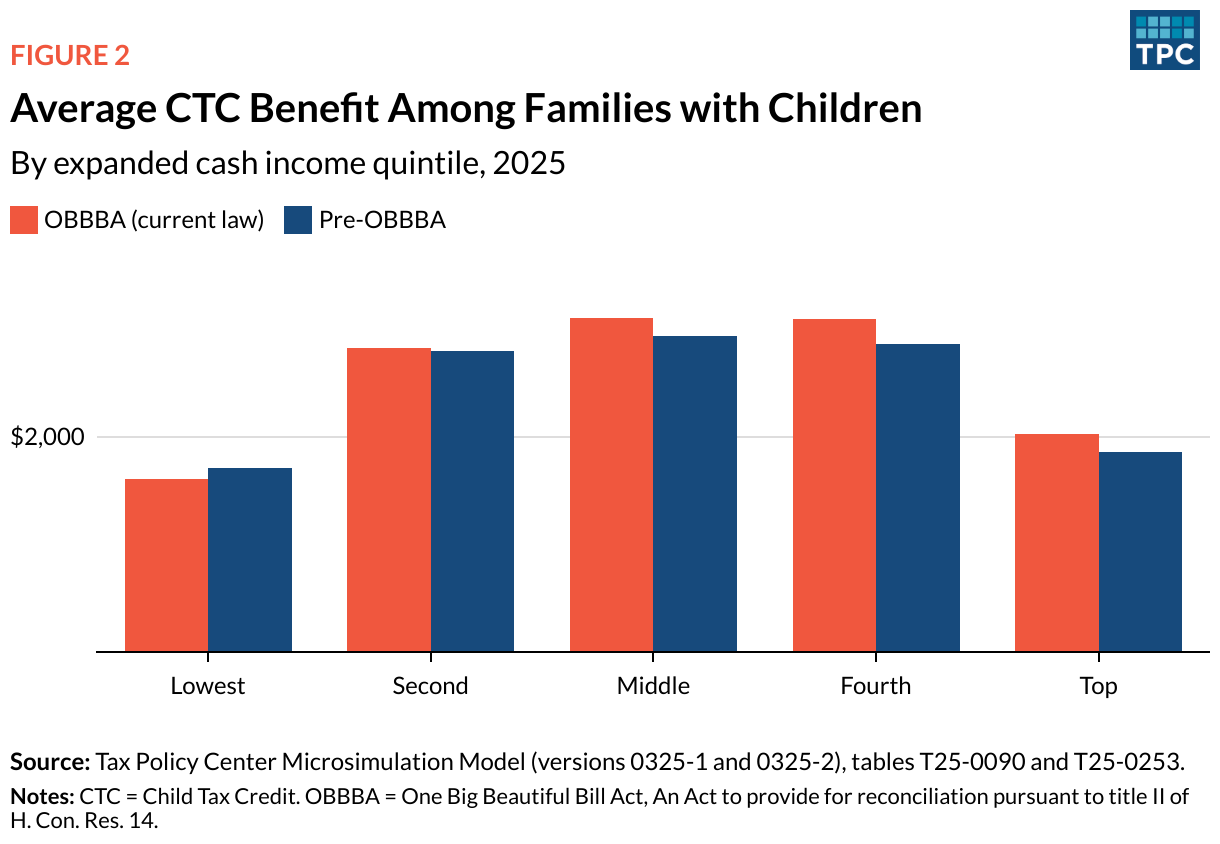 TPC
FIGURE 2
Average CTC Benefit Among Families with Children
By expanded cash income quintile, 2025
OBBBA (current law) Pre-OBBBA
$2,000
Lowest Second Middle Fourth Top
Source: Tax Policy Center Microsimulation Model (versions 0325-1 and 0325-2), tables T25-0090 and T25-0253.
Notes: CTC = Child Tax Credit. OBBBA = One Big Beautiful Bill Act, An Act to provide for reconciliation pursuant to title II of
H. Con. Res. 14.